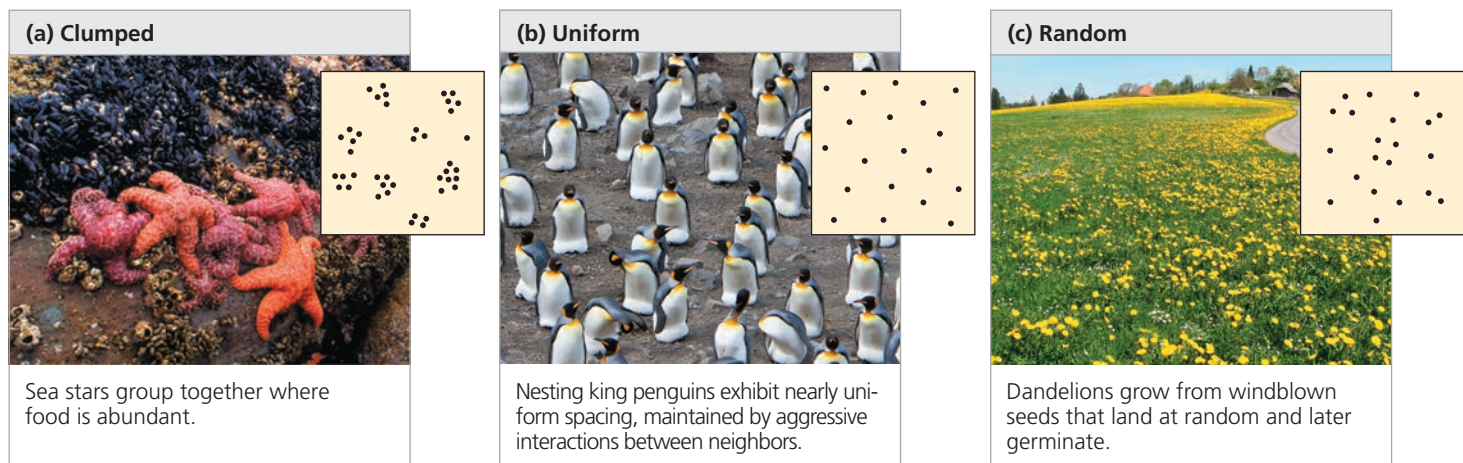 (a) Clumped
Sea stars group together where
food is abundant.
(b) Uniform
Nesting king penguins exhibit nearly uni-
form spacing, maintained by aggressive
interactions between neighbors.
(c) Random
Dandelions grow from windblown
seeds that land at random and later
germinate.